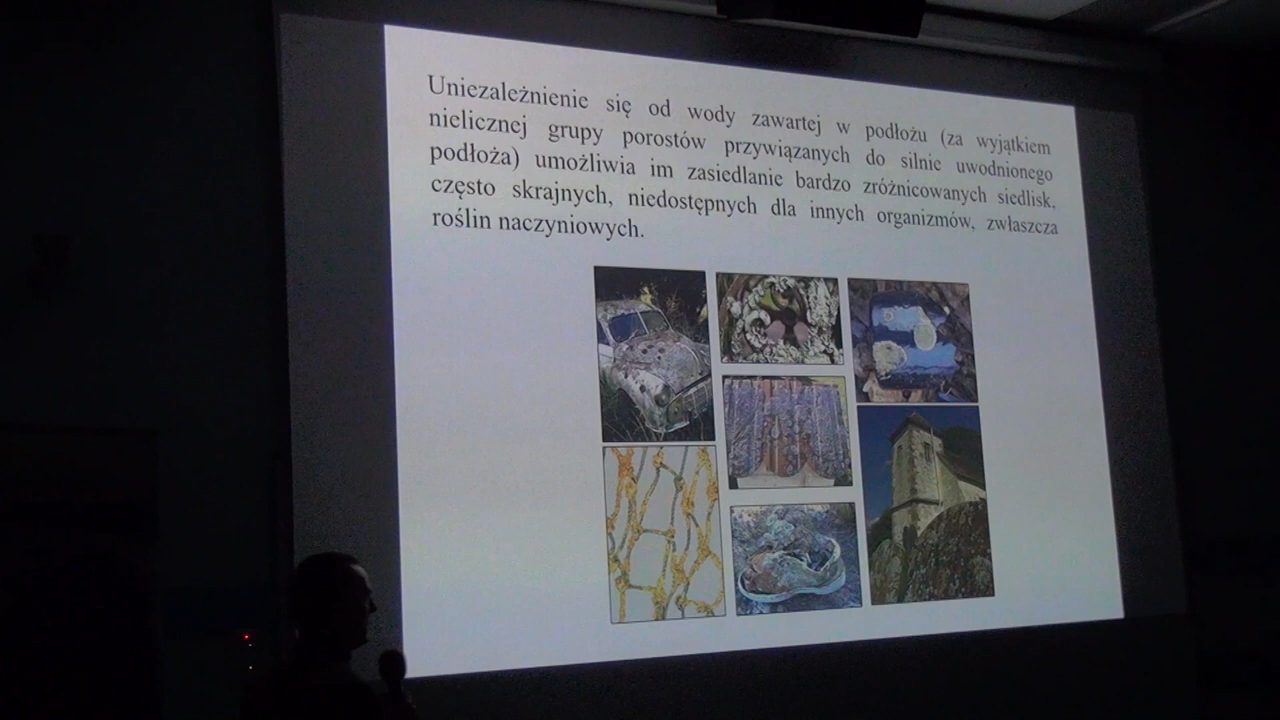 Uniezależnienie się od wody zawartej w podłożu (za wyjątkiem
nielicznej grupy porostów przywiązanych do silnie uwodnionego
podłoża) umożliwia im zasiedlanie bardzo zróżnicowanych siedlisk,
często skrajnych, niedostępnych dla innych organizmów, zwłaszcza
roślin naczyniowych.